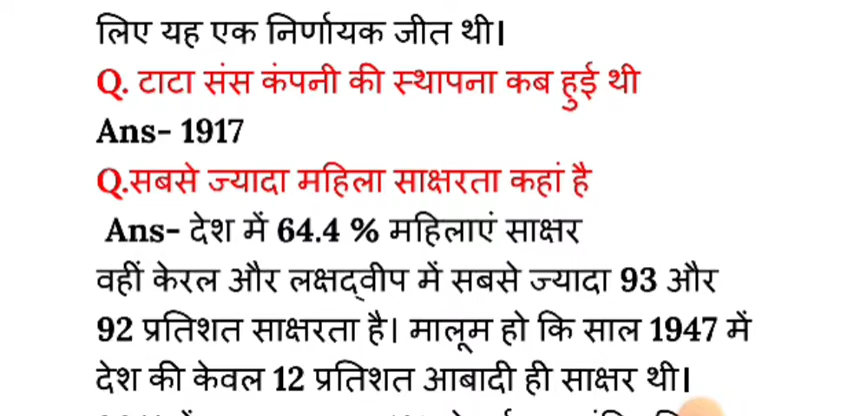 लिए यह एक निर्णायक जीत थी।
Q. टाटा संस कंपनी की स्थापना कब हुई थी
Ans- 1917
Q.सबसे ज्यादा महिला साक्षरता कहां है
Ans- देश में 64.4 % महिलाएं साक्षर
वहीं केरल और लक्षद्वीप में सबसे ज्यादा 93 और
92 प्रतिशत साक्षरता है। मालूम हो कि साल 1947 में
देश की केवल 12 प्रतिशत आबादी ही साक्षर थी।